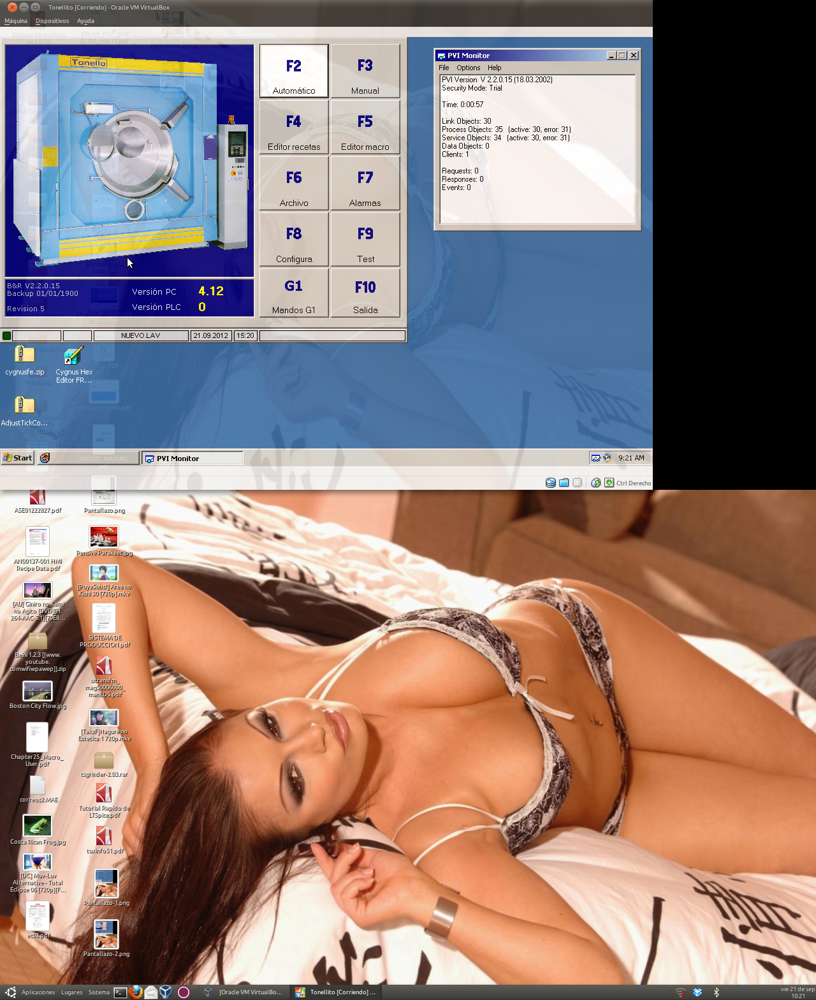 Tonellito [Corriendo] - Oracle VM VirtualBox
Máquina Dispositivos Ayuda
Tonello
F2
Automático
F3
Manual
F4
Editor recetas
F5
Editor macro
F6
Archivo
F7
Alarmas
F8
Configura
F9
Test
G1
Mandos G1
F10
Salida
B&R V2.2.0.15
Backup 01/01/1900
Revision 5
Versión PC 4.12
Versión PLC 0
NUEVO.LAV 21.09.2012 15:20
PVI Monitor
File Options Help
PVI Version V 2.2.0.15 (18.03.2002)
Security Mode: Trial
Time: 0:00:57
Link Objects: 30
Process Objects: 35 (active: 30, error: 31)
Service Objects: 34 (active: 30, error: 31)
Data Objects: 0
Clients: 1
Requests: 0
Responses: 0
Events: 0
cygnusfe.zip
Cygnus Hex
Editor FR...
AdjustTickCo...
Start
PVI Monitor
9:21 AM
Ctrl Derecho
ASE01222827.pdf
AN00137-001 HMI
Recipe Data.pdf
[AU] Giniro no Kami
no Agito [DVD][H.
264-AAC-5.1][79E8...
Beini 1.2.3 [[www.
youtube.
comwifiwpawep]].zip
Boston City Flow.jpg
Chapter25_Macro_
User.pdf
correos2.MAE
Costa Rican Frog.jpg
[DC] Muv-Luv
Alternative - Total
Eclipse 06 [720p][F...
ec03.pdf
Pantallazo.png
Pensive Parakeet.jpg
[PuyaSubs!] Area no
Kishi 30 [720p].mkv
SISTEMA DE
PRODUCCION.pdf
sitransfm_
mag50006000_
manEDS.pdf
[TakzF]Hagure no
Estetica 1 720p.mkv
tsgrinder-2.03.rar
Tutorial Rapido de
LTSpice.pdf
tuxinfo51.pdf
Pantallazo-1.png
Pantallazo-2.png
Aplicaciones Lugares Sistema
[Oracle VM VirtualBo...
Tonellito [Corriendo] ...
vie 21 de sep
10:21